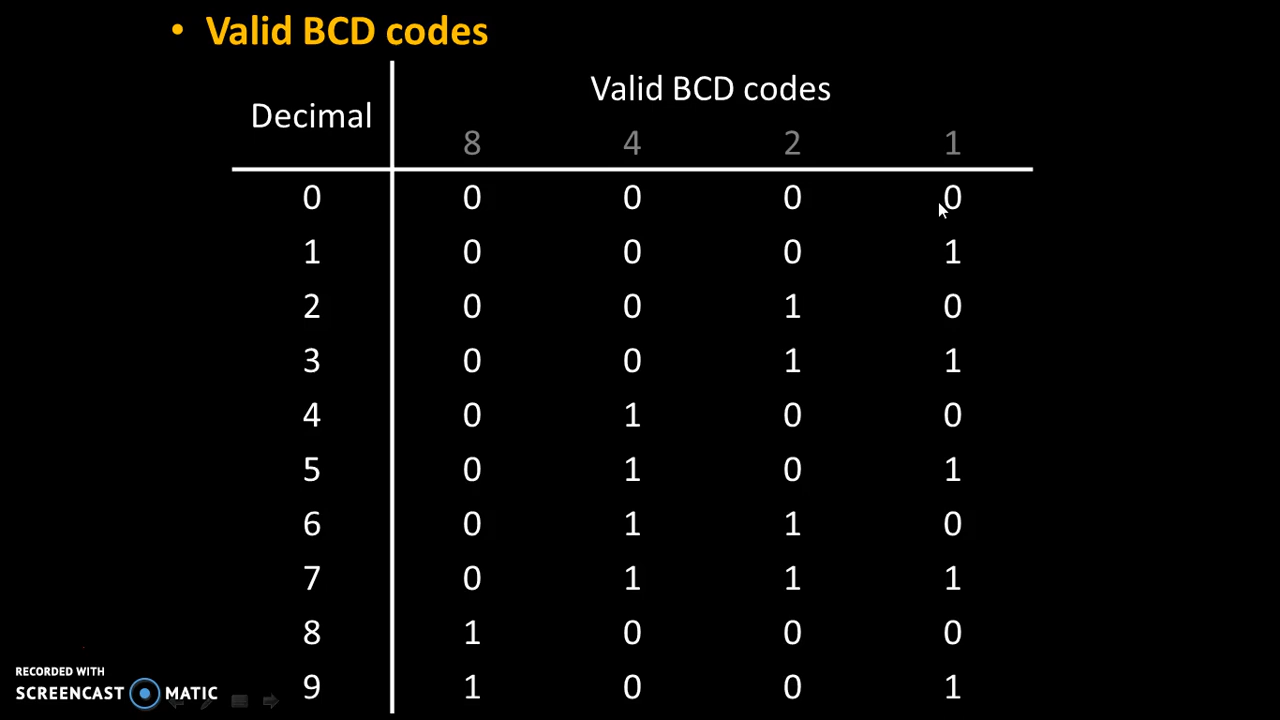 • Valid BCD codes
Decimal
Valid BCD codes
8 4 2 1
0 0 0 0 0
1 0 0 0 1
2 0 0 1 0
3 0 0 1 1
4 0 1 0 0
5 0 1 0 1
6 0 1 1 0
7 0 1 1 1
8 1 0 0 0
9 1 0 0 1
RECORDED WITH
SCREENCAST MATIC